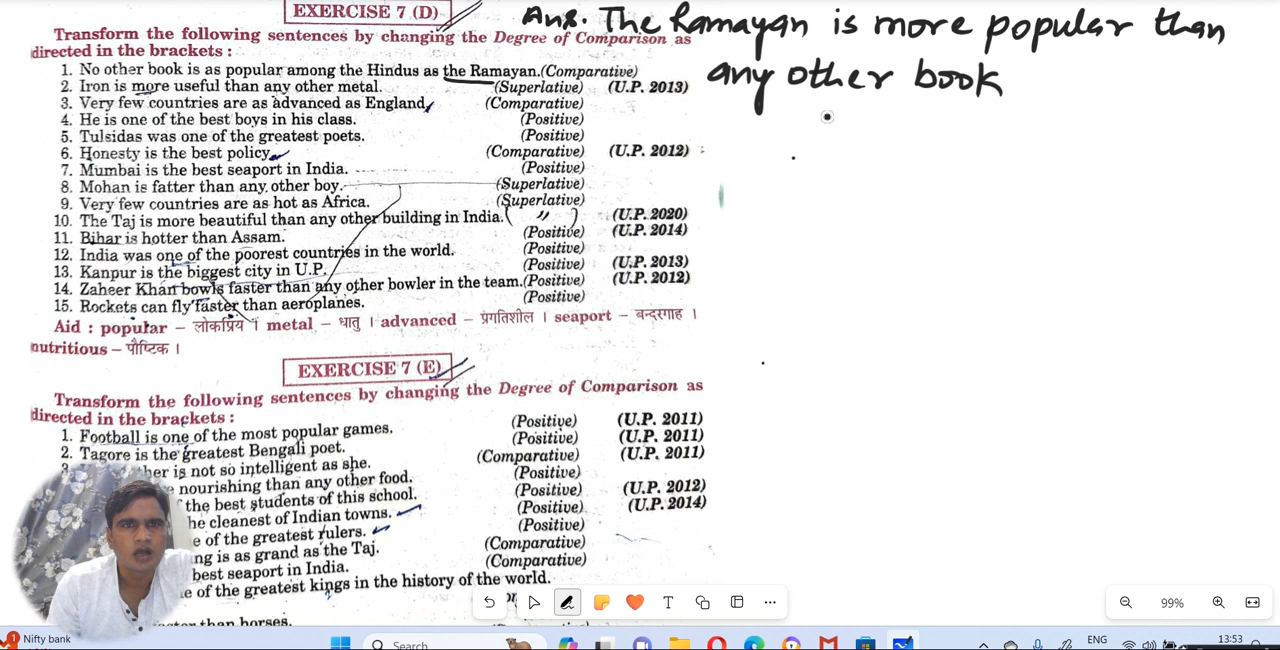 EXERCISE 7 (D)
Ans. The Ramayan is more popular than
any other book
Transform the following sentences by changing the Degree of Comparison as
directed in the brackets :
1. No other book is as popular among the Hindus as the Ramayan.(Comparative)
2. Iron is more useful than any other metal. (Superlative) (U.P. 2013)
3. Very few countries are as advanced as England, (Comparative)
4. He is one of the best boys in his class. (Positive)
5. Tulsidas was one of the greatest poets. (Positive)
6. Honesty is the best policy. (Comparative) (U.P. 2012)
7. Mumbai is the best seaport in India. (Positive)
8. Mohan is fatter than any other boy. (Superlative)
9. Very few countries are as hot as Africa. (Superlative)
10. The Taj is more beautiful than any other building in India. ( " ) (U.P. 2020)
11. Bihar is hotter than Assam. (Positive) (U.P. 2014)
12. India was one of the poorest countries in the world. (Positive)
13. Kanpur is the biggest city in U.P. (Positive) (U.P. 2013)
14. Zaheer Khan bowls faster than any other bowler in the team.(Positive) (U.P. 2012)
15. Rockets can fly faster than aeroplanes. (Positive)
Aid : popular – लोकप्रिय । metal – धातु । advanced – प्रगतिशील । seaport – बन्दरगाह ।
nutritious – पौष्टिक ।
EXERCISE 7 (E)
Transform the following sentences by changing the Degree of Comparison as
directed in the brackets :
1. Football is one of the most popular games. (Positive) (U.P. 2011)
2. Tagore is the greatest Bengali poet. (Positive) (U.P. 2011)
her is not so intelligent as she. (Comparative) (U.P. 2011)
nourishing than any other food. (Positive)
the best students of this school. (Positive) (U.P. 2012)
he cleanest of Indian towns. (Positive) (U.P. 2014)
e of the greatest rulers. (Positive)
ng is as grand as the Taj. (Comparative)
best seaport in India. (Comparative)
e of the greatest kings in the history of the world.
than horses.
99%
Nifty bank
Search
ENG
13:53